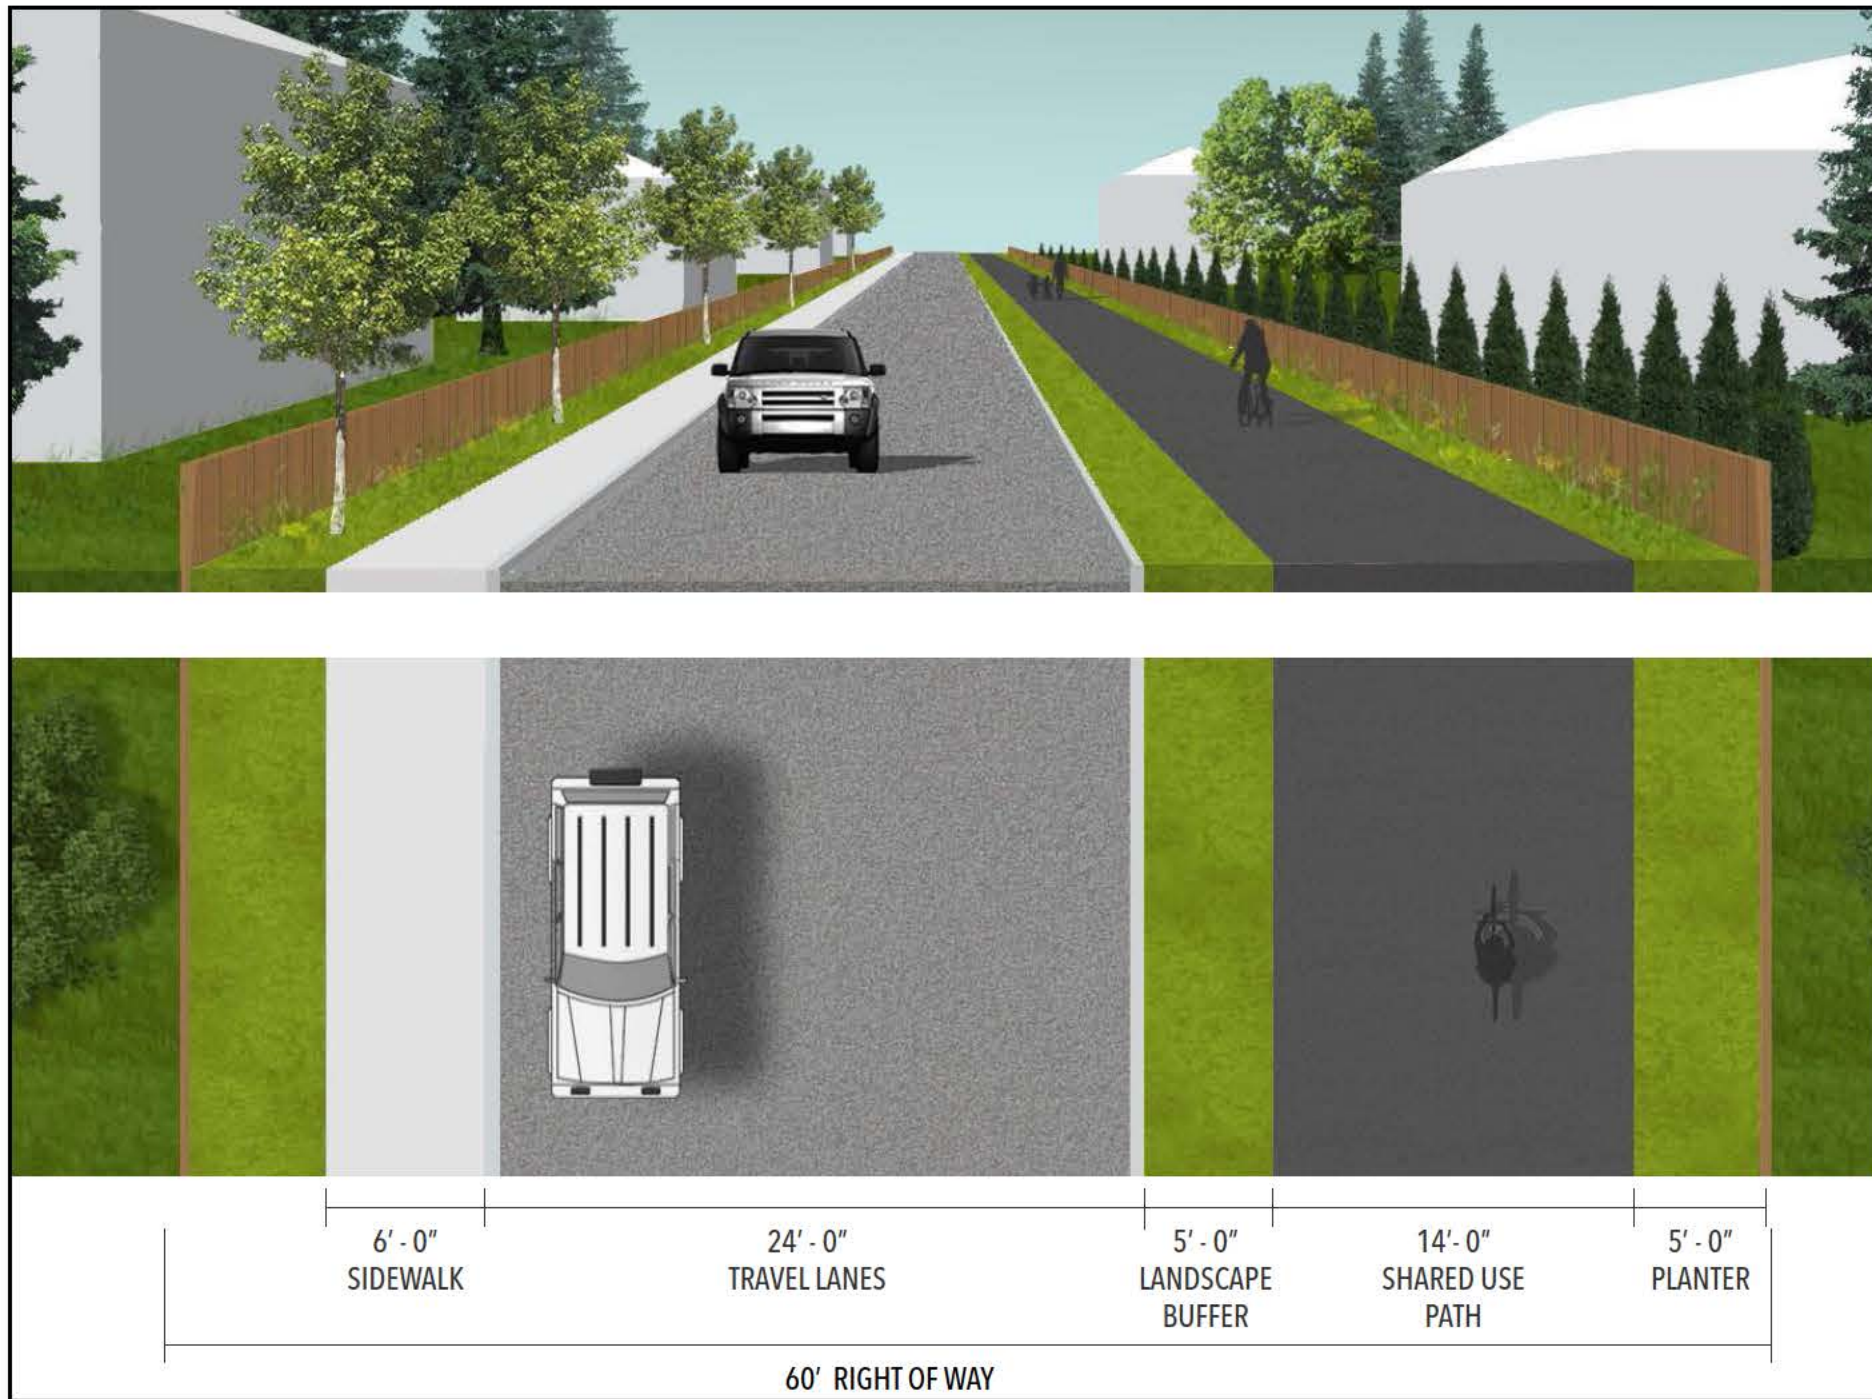 6' - 0" 24' - 0" 5' - 0" 14'- 0" 5' - 0"
SIDEWALK TRAVEL LANES LANDSCAPE SHARED USE PLANTER
BUFFER PATH
60' RIGHT OF WAY